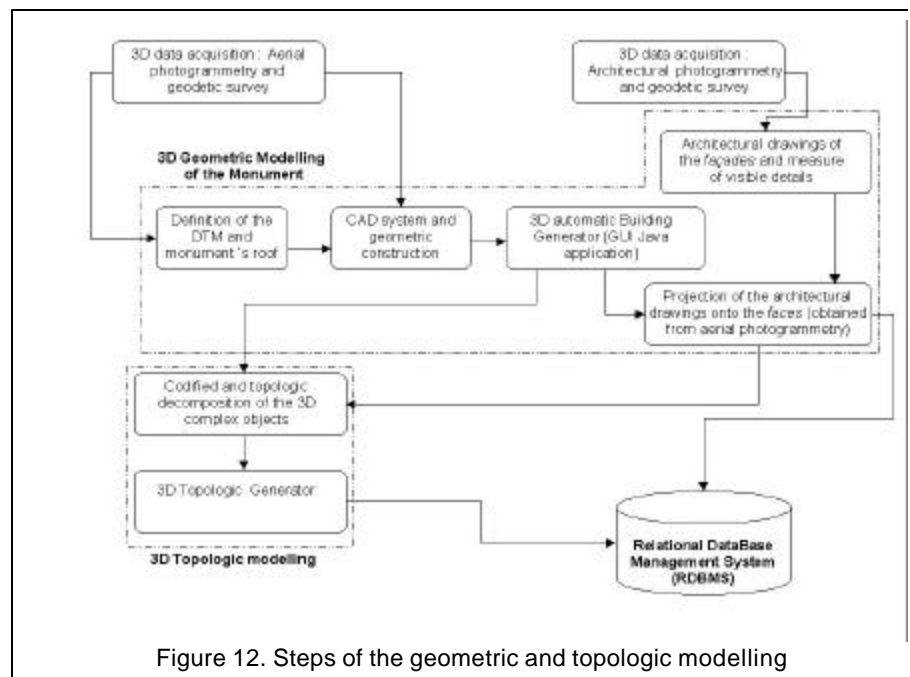 3D data acquisition : Aerial
photogrammetry and
geodetic survey
3D data acquisition :
Architectural photogrammetry
and geodetic survey
3D Geometric Modelling
of the Monument
Architectural drawings of
the façades and measure
of visible details
Definition of the
DTM and
monument's roof
CAD system and
geometric
construction
3D automatic Building
Generator (GUI Java
application)
Projection of the architectural
drawings onto the faces (obtained
from aerial photogrammetry)
Codified and topologic
decomposition of the 3D
complex objects
3D Topologic Generator
3D Topologic modelling
Relational DataBase
Management System
(RDBMS)
Figure 12. Steps of the geometric and topologic modelling